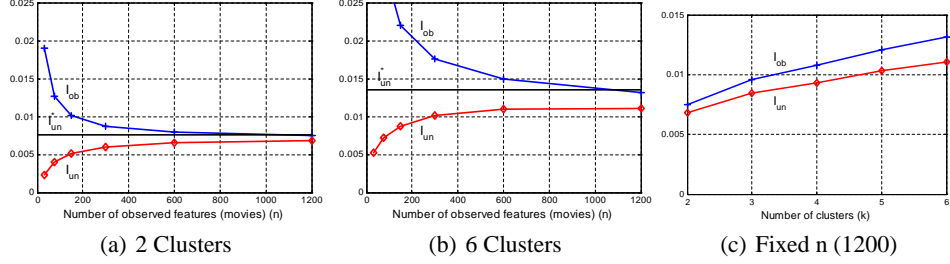 0.025
0.02
0.015
0.01
0.005
0
I_ob
I*_un
I_un
0 200 400 600 800 1000 1200
Number of observed features (movies) (n)
(a) 2 Clusters
0.025
0.02
0.015
0.01
0.005
0
I_ob
I*_un
I_un
0 200 400 600 800 1000 1200
Number of observed features (movies) (n)
(b) 6 Clusters
0.015
0.01
0.005
0
I_ob
I_un
2 3 4 5 6
Number of clusters (k)
(c) Fixed n (1200)